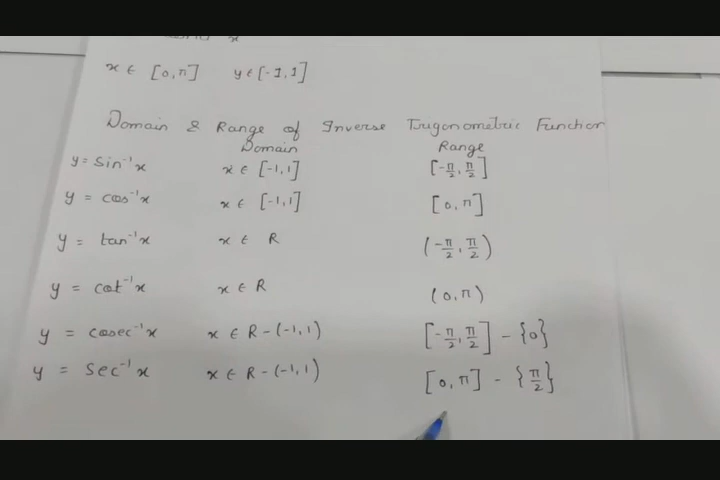 x
x ∈ [0,π] y ∈ [-1,1]
Domain & Range of Inverse Trigonometric Function
Domain Range
y = sin⁻¹x x ∈ [-1,1] [-π/2, π/2]
y = cos⁻¹x x ∈ [-1,1] [0,π]
y = tan⁻¹x x ∈ R (-π/2, π/2)
y = cot⁻¹x x ∈ R (0,π)
y = cosec⁻¹x x ∈ R-(-1,1) [-π/2, π/2] - {0}
y = Sec⁻¹x x ∈ R-(-1,1) [0,π] - {π/2}